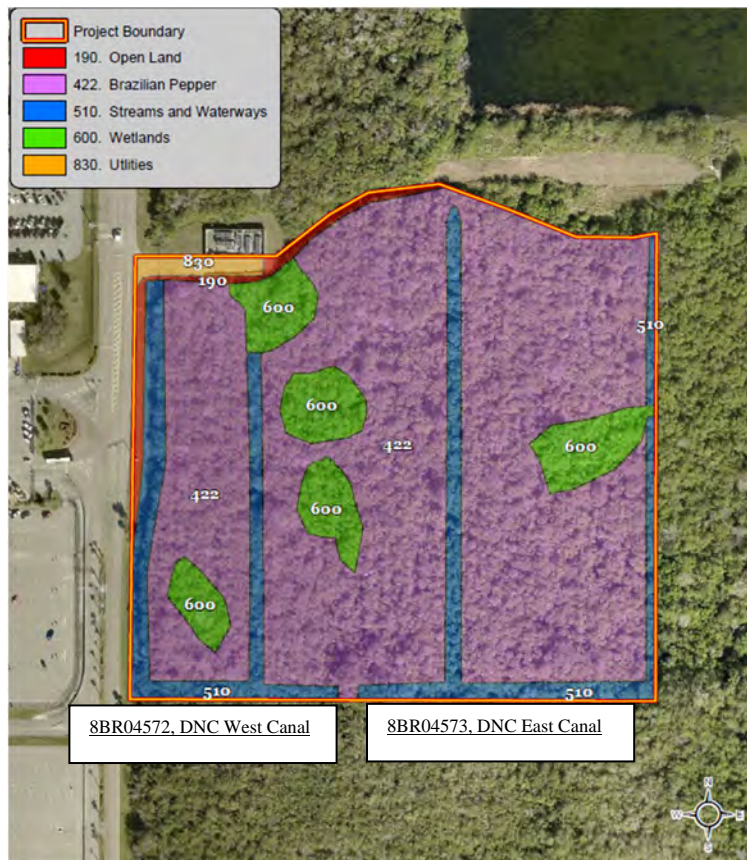 Project Boundary
190. Open Land
422. Brazilian Pepper
510. Streams and Waterways
600. Wetlands
830. Utlities
830
190
600
510
600
422
600
600
422
600
510
510
8BR04572, DNC West Canal
8BR04573, DNC East Canal
N
W
E
S